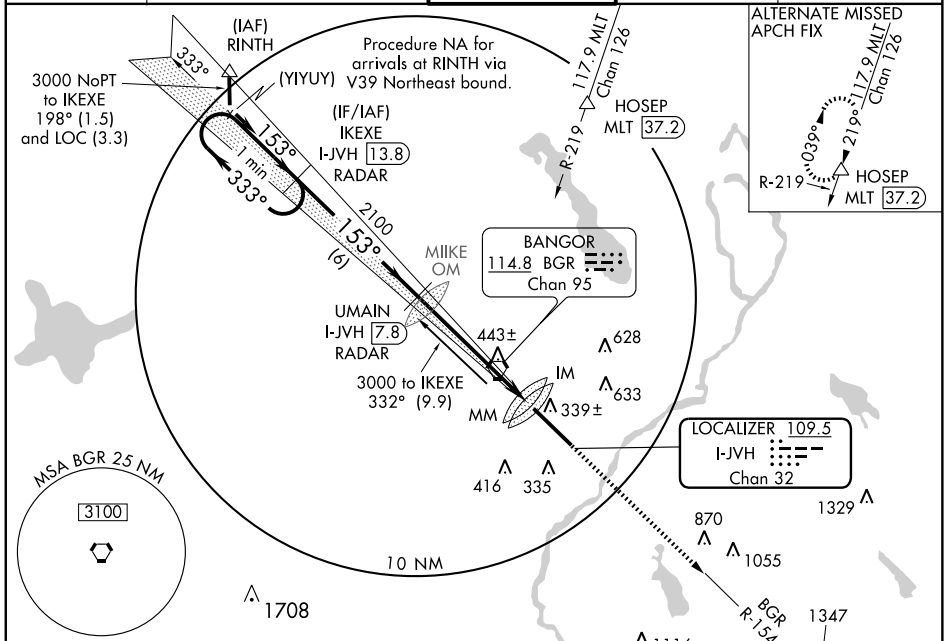 (IAF)
RINTH
333°
3000 NoPT
to IKEXE
198° (1.5)
and LOC (3.3)
Procedure NA for
arrivals at RINTH via
V39 Northeast bound.
(YIYUY)
(IF/IAF)
IKEXE
I-JVH 13.8
RADAR
153°
1 min
333°
2100
153°
(6)
117.9 MLT
Chan 126
HOSEP
MLT 37.2
R-219
ALTERNATE MISSED
APCH FIX
117.9 MLT
Chan 126
219°
039°
R-219
HOSEP
MLT 37.2
MIIKE
OM
BANGOR
114.8 BGR
Chan 95
UMAIN
I-JVH 7.8
RADAR
3000 to IKEXE
332° (9.9)
443±
628
633
IM
MM
339±
LOCALIZER 109.5
I-JVH
Chan 32
416
335
1329
870
1055
MSA BGR 25 NM
3100
10 NM
1708
BGR
R-154
1347